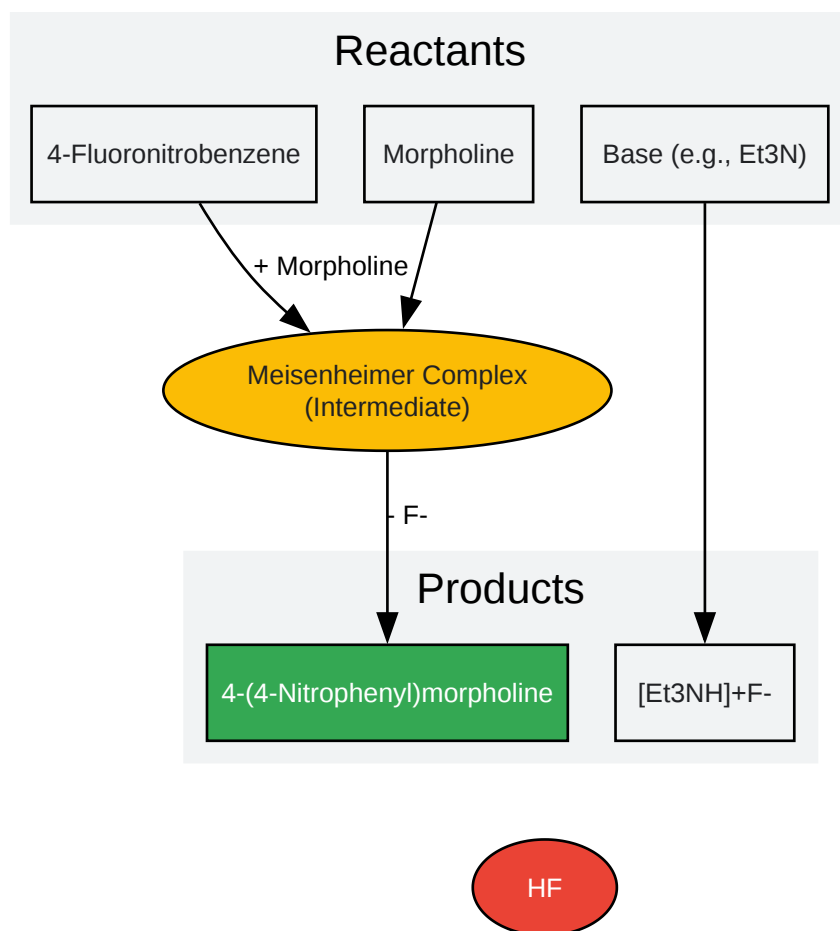 Reactants
4-Fluoronitrobenzene
Morpholine
Base (e.g., Et3N)
+ Morpholine
Meisenheimer Complex
(Intermediate)
- F-
Products
4-(4-Nitrophenyl)morpholine
[Et3NH]+F-
HF